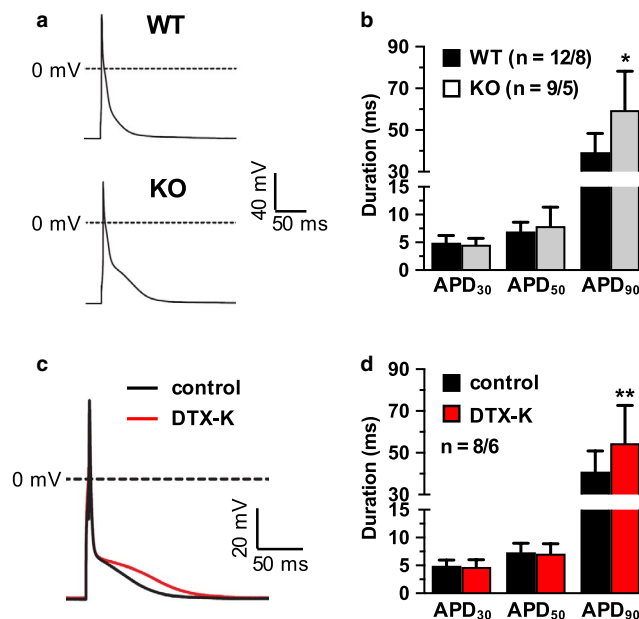 a
WT
0 mV
KO
0 mV
40 mV
50 ms
b
WT (n = 12/8)
KO (n = 9/5)
*
Duration (ms)
90
70
50
30
15
10
5
0
APD₃₀ APD₅₀ APD₉₀
c
control
DTX-K
0 mV
20 mV
50 ms
d
control
DTX-K
n = 8/6
**
Duration (ms)
90
70
50
30
15
10
5
0
APD₃₀ APD₅₀ APD₉₀